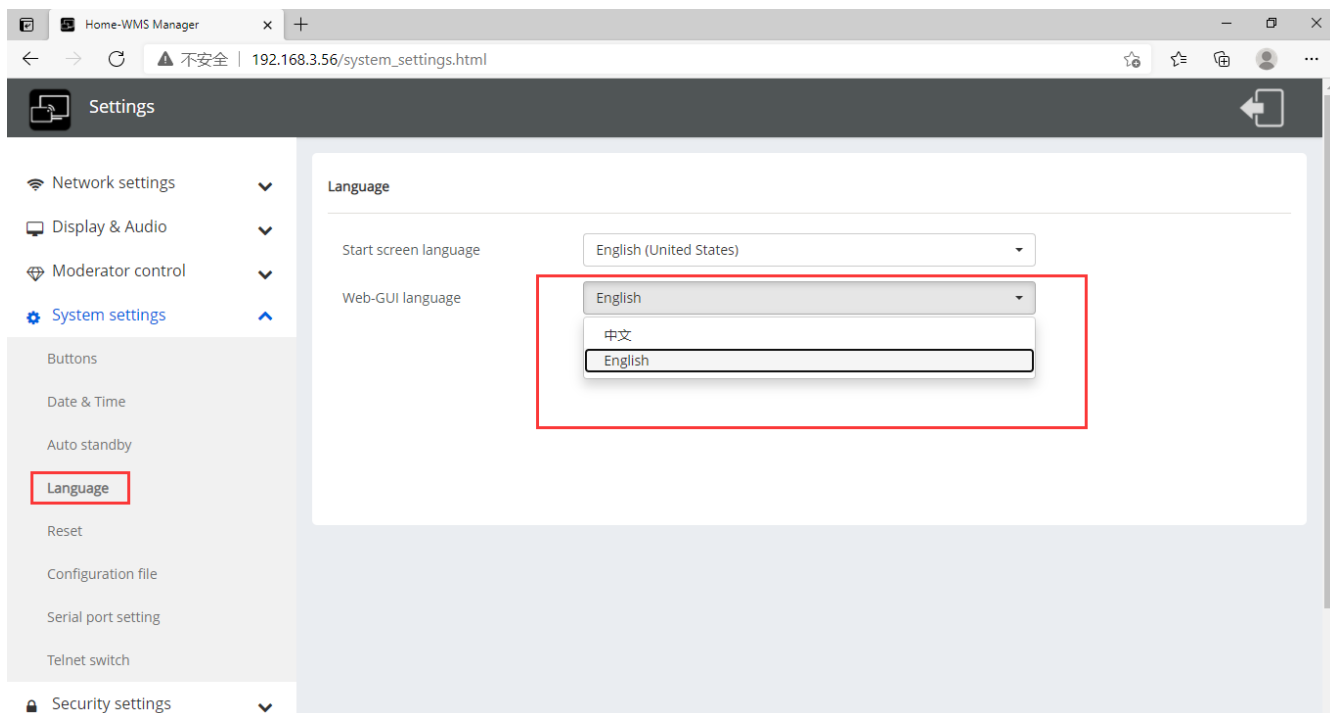 Home-WMS Manager
不安全 | 192.168.3.56/system_settings.html
Settings
Network settings
Display & Audio
Moderator control
System settings
Buttons
Date & Time
Auto standby
Language
Reset
Configuration file
Serial port setting
Telnet switch
Security settings
Language
Start screen language English (United States)
Web-GUI language English
中文
English